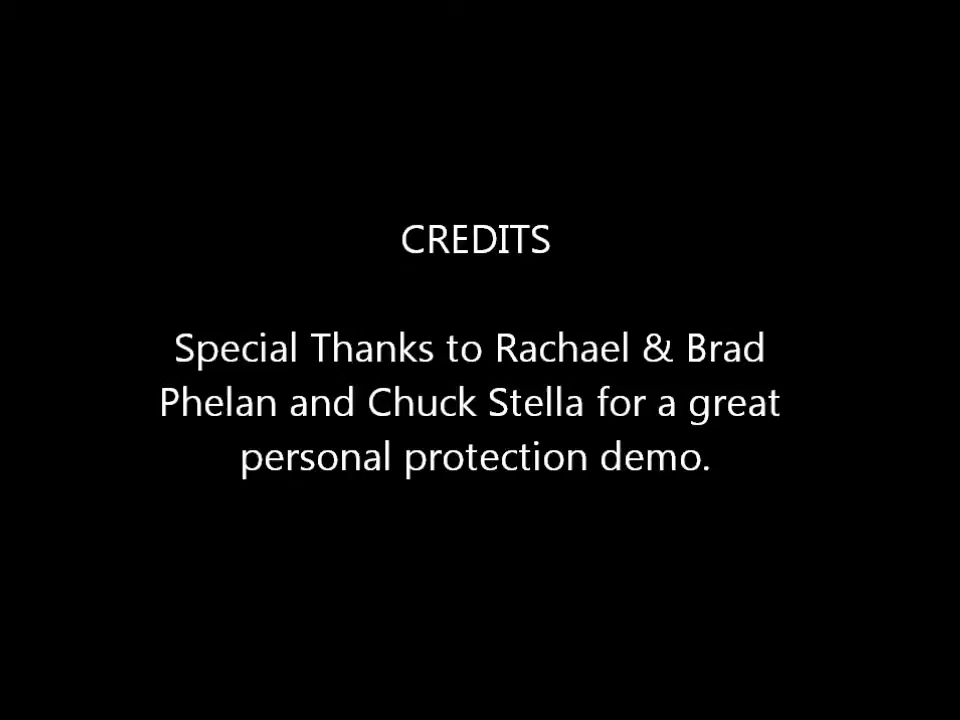 CREDITS
Special Thanks to Rachael & Brad
Phelan and Chuck Stella for a great
personal protection demo.